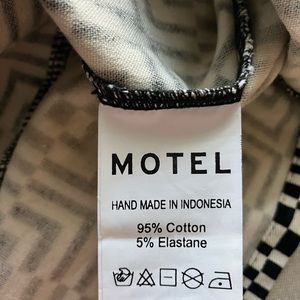 MOTEL
HAND MADE IN INDONESIA
95% Cotton
5% Elastane